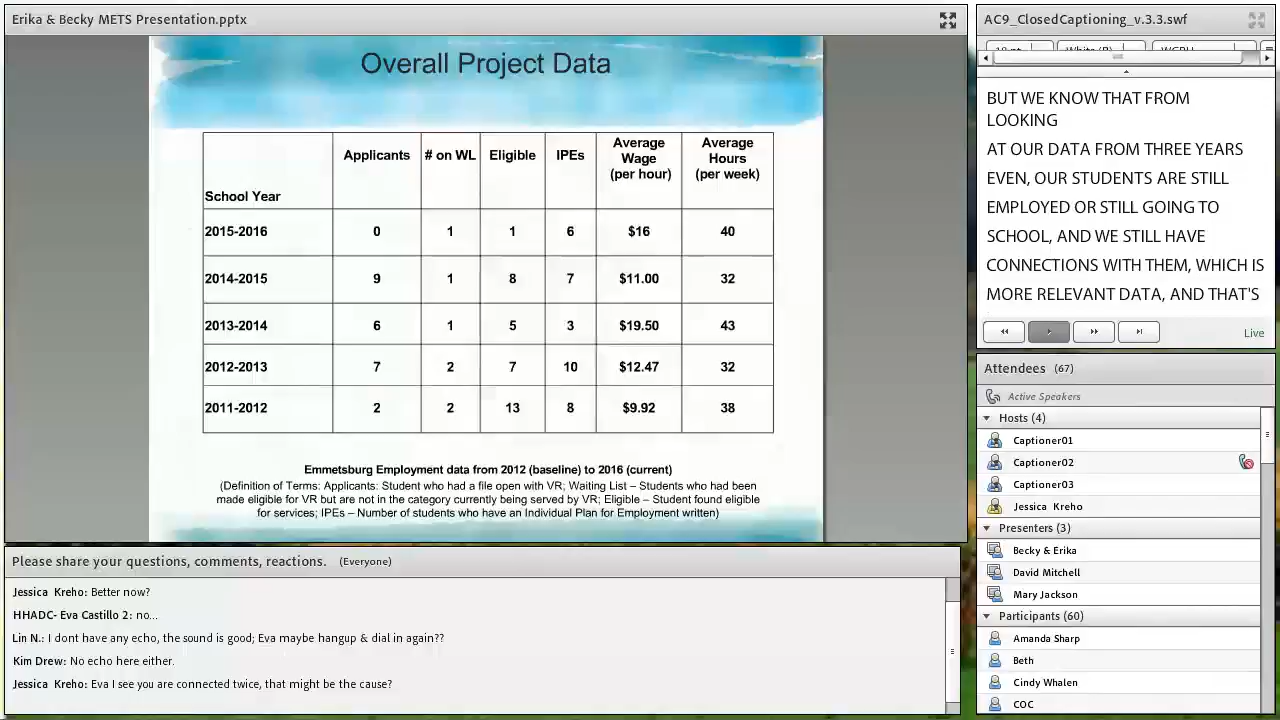 Erika & Becky METS Presentation.pptx
Overall Project Data
School Year Applicants # on WL Eligible IPEs Average Wage (per hour) Average Hours (per week)
2015-2016 0 1 1 6 $16 40
2014-2015 9 1 8 7 $11.00 32
2013-2014 6 1 5 3 $19.50 43
2012-2013 7 2 7 10 $12.47 32
2011-2012 2 2 13 8 $9.92 38
Emmetsburg Employment data from 2012 (baseline) to 2016 (current)
(Definition of Terms: Applicants: Student who had a file open with VR; Waiting List – Students who had been
made eligible for VR but are not in the category currently being served by VR; Eligible – Student found eligible
for services; IPEs – Number of students who have an Individual Plan for Employment written)
Please share your questions, comments, reactions. (Everyone)
Jessica Kreho: Better now?
HHADC- Eva Castillo 2: no...
Lin N.: I dont have any echo, the sound is good; Eva maybe hangup & dial in again??
Kim Drew: No echo here either.
Jessica Kreho: Eva I see you are connected twice, that might be the cause?
AC9_ClosedCaptioning_v.3.3.swf
BUT WE KNOW THAT FROM
LOOKING
AT OUR DATA FROM THREE YEARS
EVEN, OUR STUDENTS ARE STILL
EMPLOYED OR STILL GOING TO
SCHOOL, AND WE STILL HAVE
CONNECTIONS WITH THEM, WHICH IS
MORE RELEVANT DATA, AND THAT'S
Live
Attendees (67)
Active Speakers
Hosts (4)
Captioner01
Captioner02
Captioner03
Jessica Kreho
Presenters (3)
Becky & Erika
David Mitchell
Mary Jackson
Participants (60)
Amanda Sharp
Beth
Cindy Whalen
COC